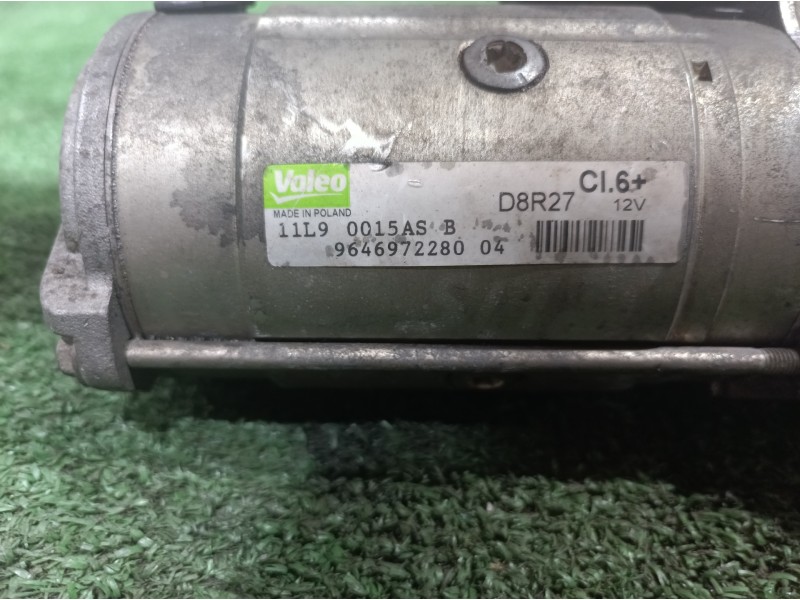 Valeo
MADE IN POLAND
D8R27 Cl.6+
12V
11L9 0015AS B
9646972280 04